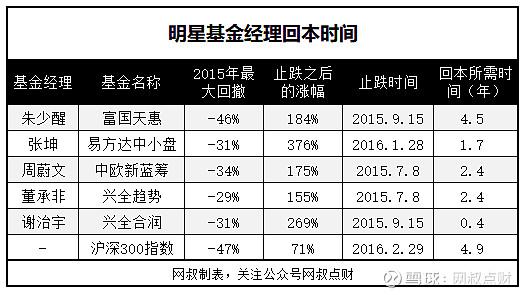 明星基金经理回本时间
基金经理 基金名称 2015年最大回撤 止跌之后的涨幅 止跌时间 回本所需时间（年）
朱少醒 富国天惠 -46% 184% 2015.9.15 4.5
张坤 易方达中小盘 -31% 376% 2016.1.28 1.7
周蔚文 中欧新蓝筹 -34% 175% 2015.7.8 2.4
董承非 兴全趋势 -29% 155% 2015.7.8 2.4
谢治宇 兴全合润 -31% 269% 2015.9.15 0.4
- 沪深300指数 -47% 71% 2016.2.29 4.9
网叔制表，关注公众号网叔点财
雪球：网叔点财